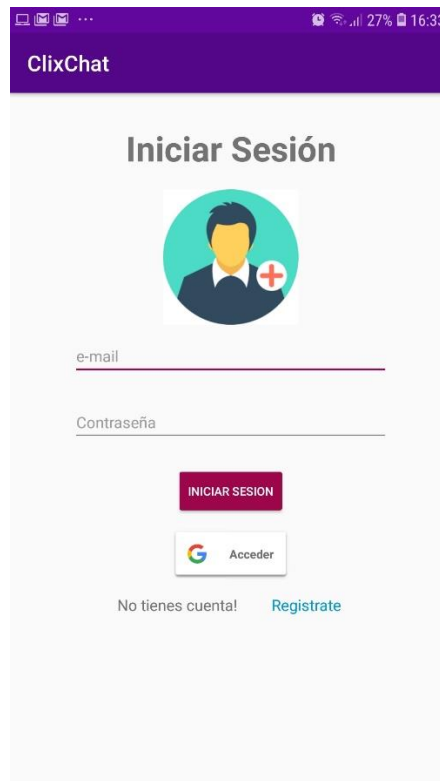 27% 16:33
ClixChat
Iniciar Sesión
e-mail
Contraseña
INICIAR SESION
G Acceder
No tienes cuenta! Registrate